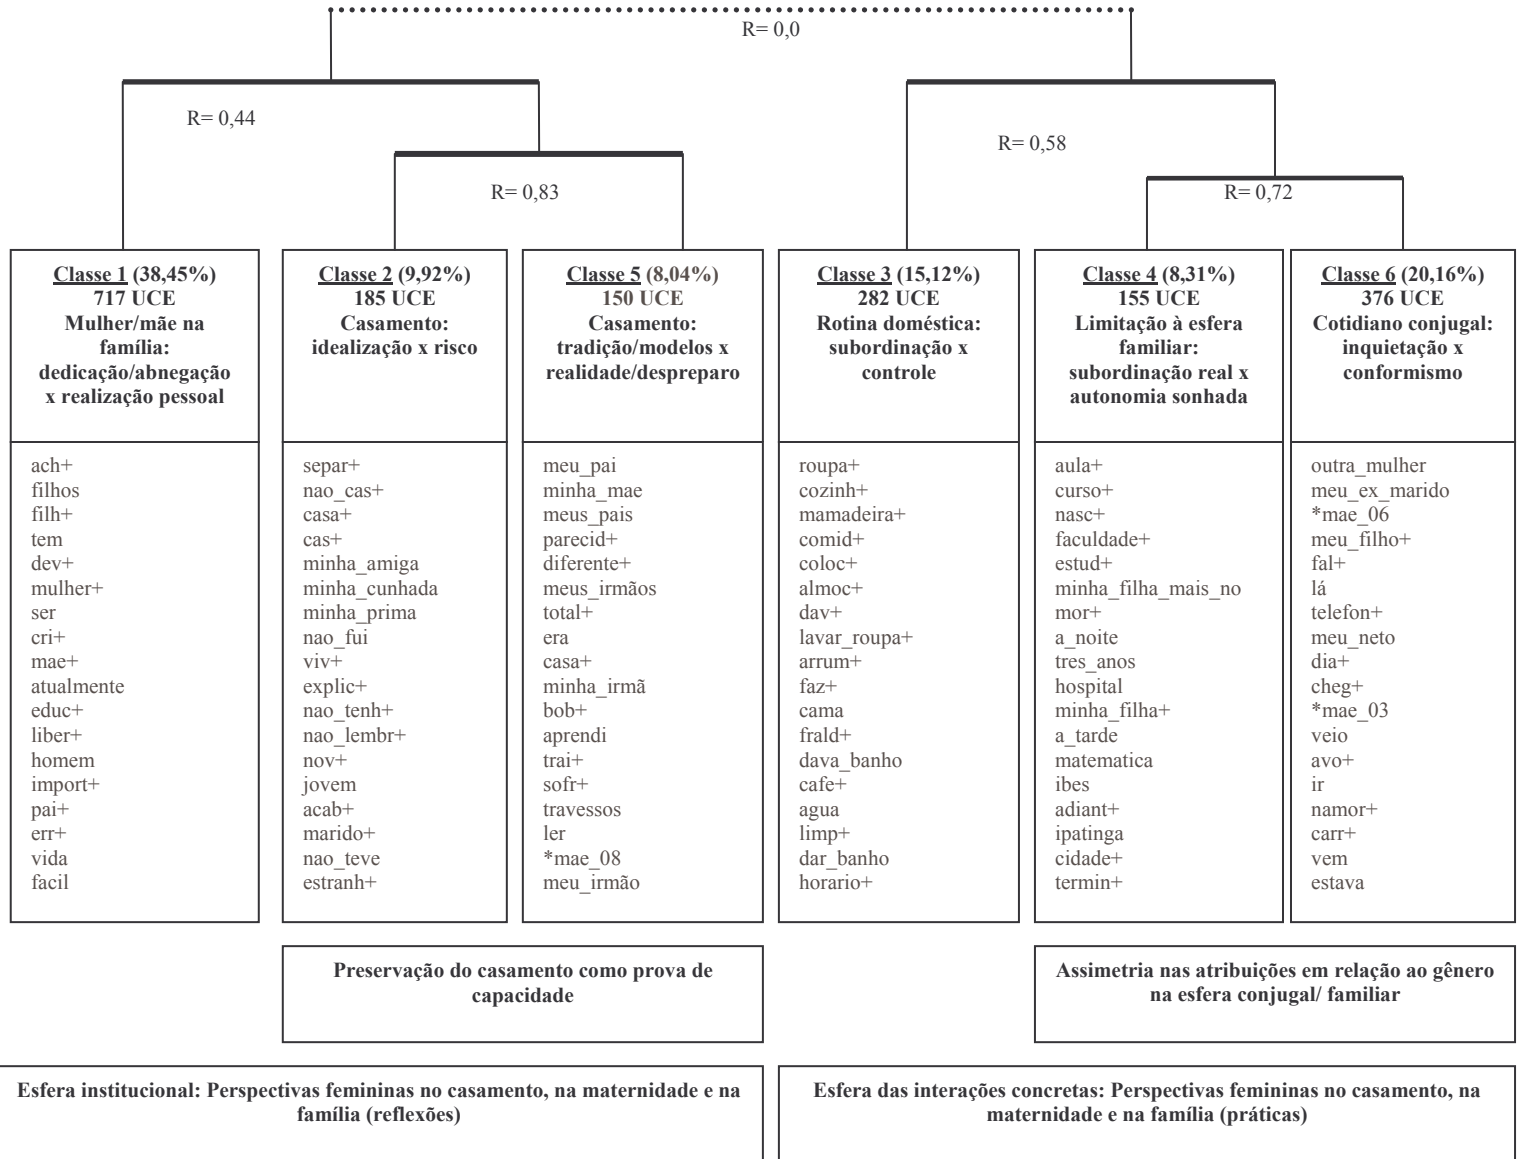 R= 0,0
R= 0,44
R= 0,58
R= 0,83
R= 0,72
Classe 1 (38,45%)
717 UCE
Mulher/mãe na
família:
dedicação/abnegação
x realização pessoal
ach+
filhos
filh+
tem
dev+
mulher+
ser
cri+
mae+
atualmente
educ+
liber+
homem
import+
pai+
err+
vida
facil
Classe 2 (9,92%)
185 UCE
Casamento:
idealização x risco
separ+
nao_cas+
casa+
cas+
minha_amiga
minha_cunhada
minha_prima
nao_fui
viv+
explic+
nao_tenh+
nao_lembr+
nov+
jovem
acab+
marido+
nao_teve
estranh+
Classe 5 (8,04%)
150 UCE
Casamento:
tradição/modelos x
realidade/despreparo
meu_pai
minha_mae
meus_pais
parecid+
diferente+
meus_irmãos
total+
era
casa+
minha_irmã
bob+
aprendi
trai+
sofr+
travessos
ler
*mae_08
meu_irmão
Classe 3 (15,12%)
282 UCE
Rotina doméstica:
subordinação x
controle
roupa+
cozinh+
mamadeira+
comid+
coloc+
almoc+
dav+
lavar_roupa+
arrum+
faz+
cama
frald+
dava_banho
cafe+
agua
limp+
dar_banho
horario+
Classe 4 (8,31%)
155 UCE
Limitação à esfera
familiar:
subordinação real x
autonomia sonhada
aula+
curso+
nasc+
faculdade+
estud+
minha_filha_mais_no
mor+
a_noite
tres_anos
hospital
minha_filha+
a_tarde
matematica
ibes
adiant+
ipatinga
cidade+
termin+
Classe 6 (20,16%)
376 UCE
Cotidiano conjugal:
inquietação x
conformismo
outra_mulher
meu_ex_marido
*mae_06
meu_filho+
fal+
lá
telefon+
meu_neto
dia+
cheg+
*mae_03
veio
avo+
ir
namor+
carr+
vem
estava
Preservação do casamento como prova de
capacidade
Assimetria nas atribuições em relação ao gênero
na esfera conjugal/ familiar
Esfera institucional: Perspectivas femininas no casamento, na maternidade e na
família (reflexões)
Esfera das interações concretas: Perspectivas femininas no casamento, na
maternidade e na família (práticas)